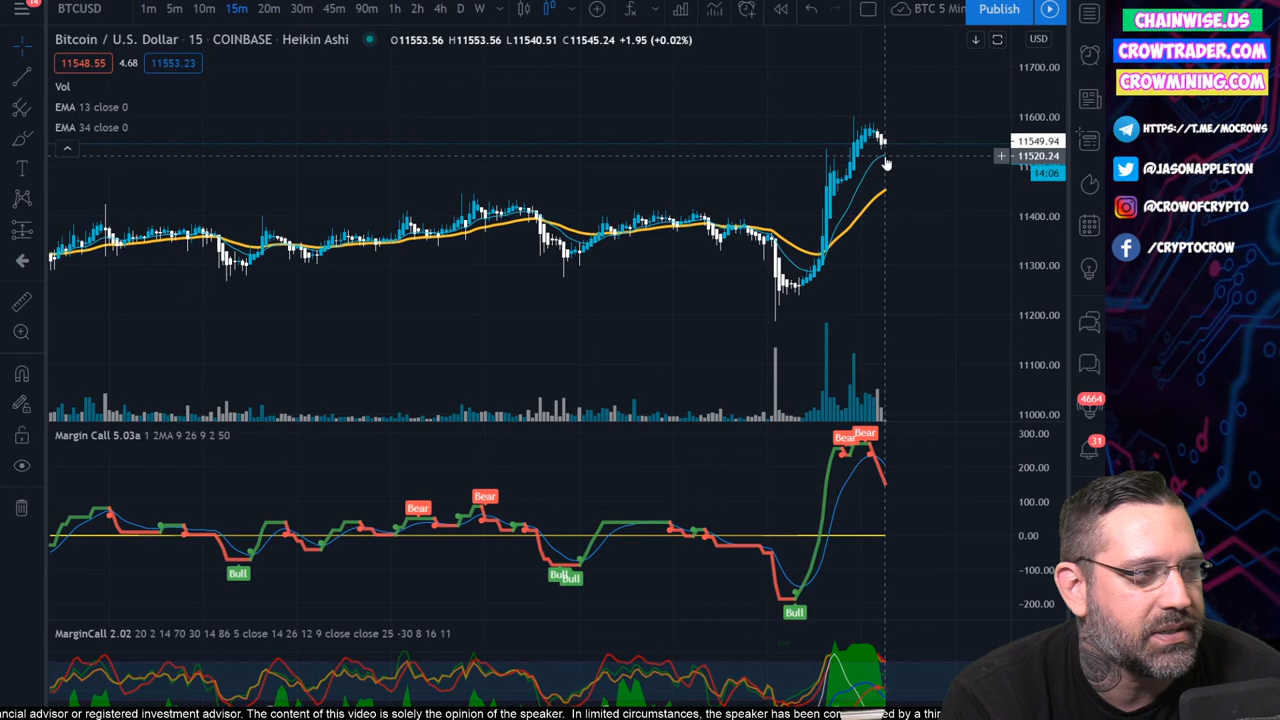 14
BTCUSD
1m 5m 10m 15m 20m 30m 45m 90m 1h 2h 4h D W
BTC 5 Min
Publish
Bitcoin / U.S. Dollar · 15 · COINBASE · Heikin Ashi
O11553.56 H11553.56 L11540.51 C11545.24 +1.95 (+0.02%)
USD
11548.55 4.68 11553.23
Vol
EMA 13 close 0
EMA 34 close 0
11700.00
11600.00
11549.94
11520.24
14:06
11400.00
11300.00
11200.00
11100.00
11000.00
Margin Call 5.03a 1 2MA 9 26 9 2 50
300.00
200.00
100.00
0.00
-100.00
-200.00
Bear
Bear
Bear
Bear
Bull
Bull
Bull
Bull
MarginCall 2.02 20 2 14 70 30 14 86 5 close 14 26 12 9 close close 25 -30 8 16 11
4664
31
CHAINWISE.US
CROWTRADER.COM
CROWMINING.COM
HTTPS://T.ME/MOCROWS
@JASONAPPLETON
@CROWOFCRYPTO
/CRYPTOCROW
ancial advisor or registered investment advisor. The content of this video is solely the opinion of the speaker. In limited circumstances, the speaker has been by a thir